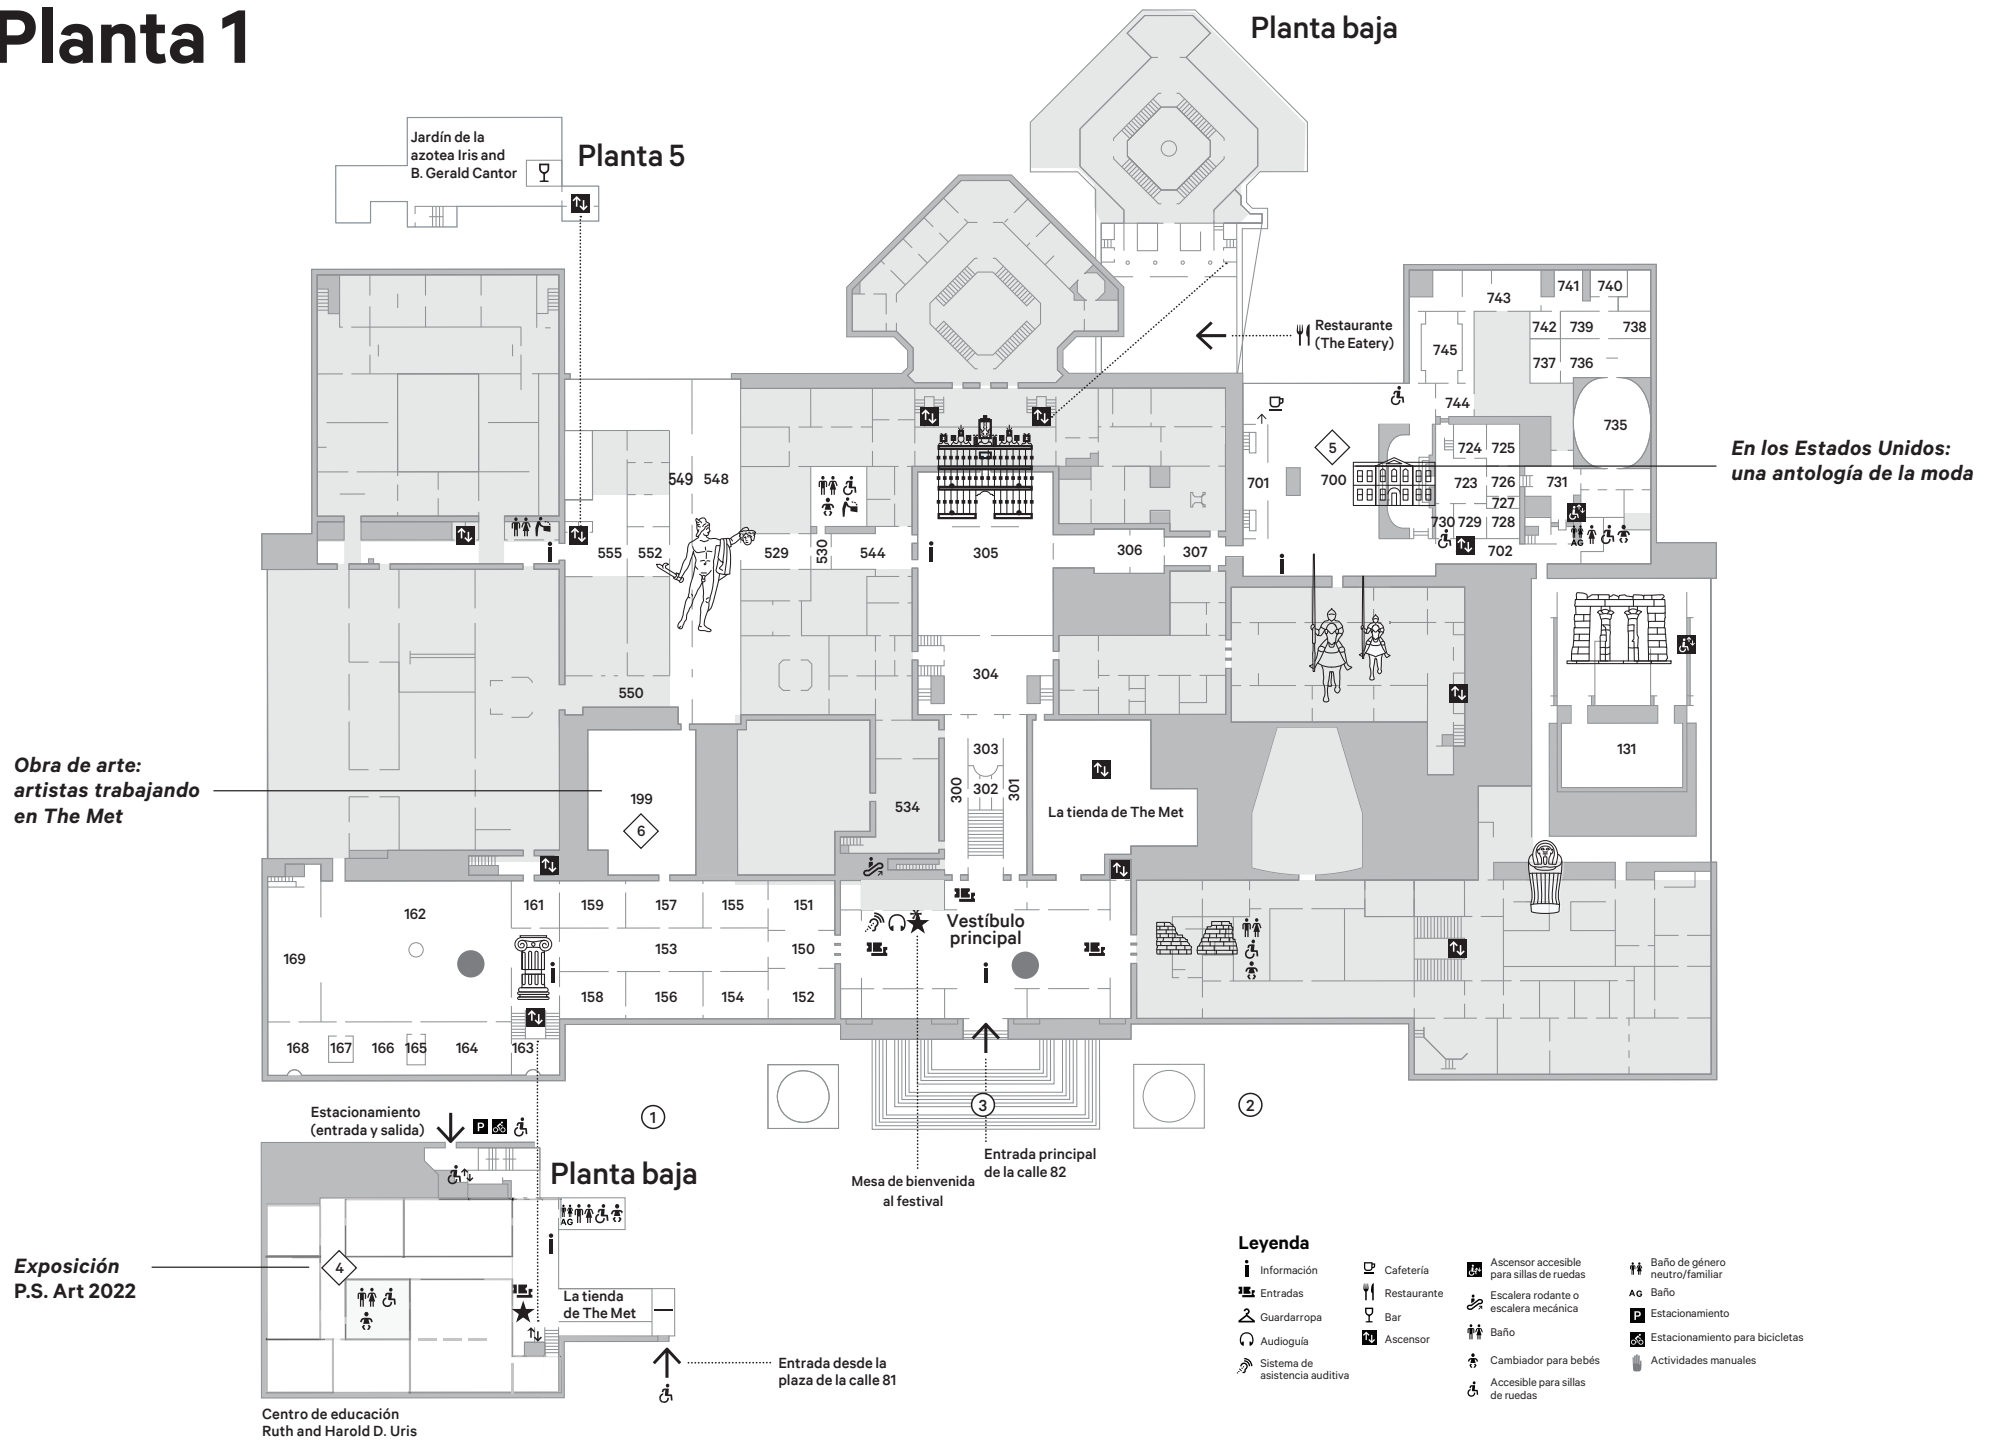 Planta 1
Planta baja
Jardín de la
azotea Iris and
B. Gerald Cantor
Planta 5
Restaurante
(The Eatery)
741
740
743
742
739
738
745
737
736
744
735
724
725
5
En los Estados Unidos:
una antología de la moda
549
548
701
700
723
726
731
727
730
729
728
AG
702
555
552
529
530
544
305
306
307
304
550
303
131
Obra de arte:
artistas trabajando
en The Met
199
6
534
300
302
301
La tienda de The Met
162
161
159
157
155
151
Vestíbulo
principal
169
153
150
158
156
154
152
168
167
166
165
164
163
Estacionamiento
(entrada y salida)
P
1
3
2
Entrada principal
de la calle 82
Mesa de bienvenida
al festival
Planta baja
AG
Exposición
P.S. Art 2022
4
La tienda
de The Met
Entrada desde la
plaza de la calle 81
Centro de educación
Ruth and Harold D. Uris
Leyenda
Información
Entradas
Guardarropa
Audioguía
Sistema de
asistencia auditiva
Cafetería
Restaurante
Bar
Ascensor
Ascensor accesible
para sillas de ruedas
Escalera rodante o
escalera mecánica
Baño
Cambiador para bebés
Accesible para sillas
de ruedas
Baño de género
neutro/familiar
AG Baño
P Estacionamiento
Estacionamiento para bicicletas
Actividades manuales